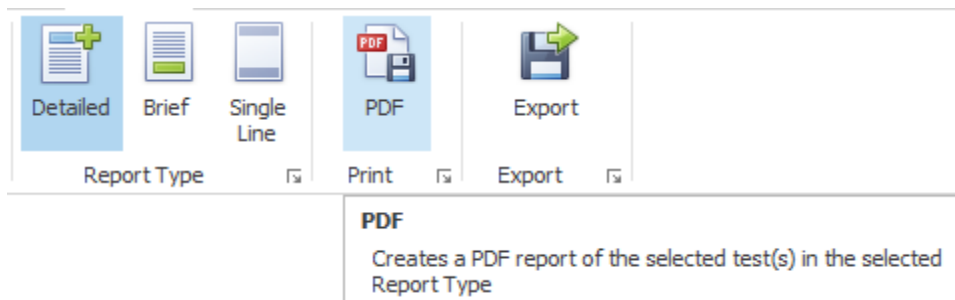 PDF
Detailed
Brief
Single
Line
PDF
Export
Report Type
Print
Export
PDF
Creates a PDF report of the selected test(s) in the selected
Report Type